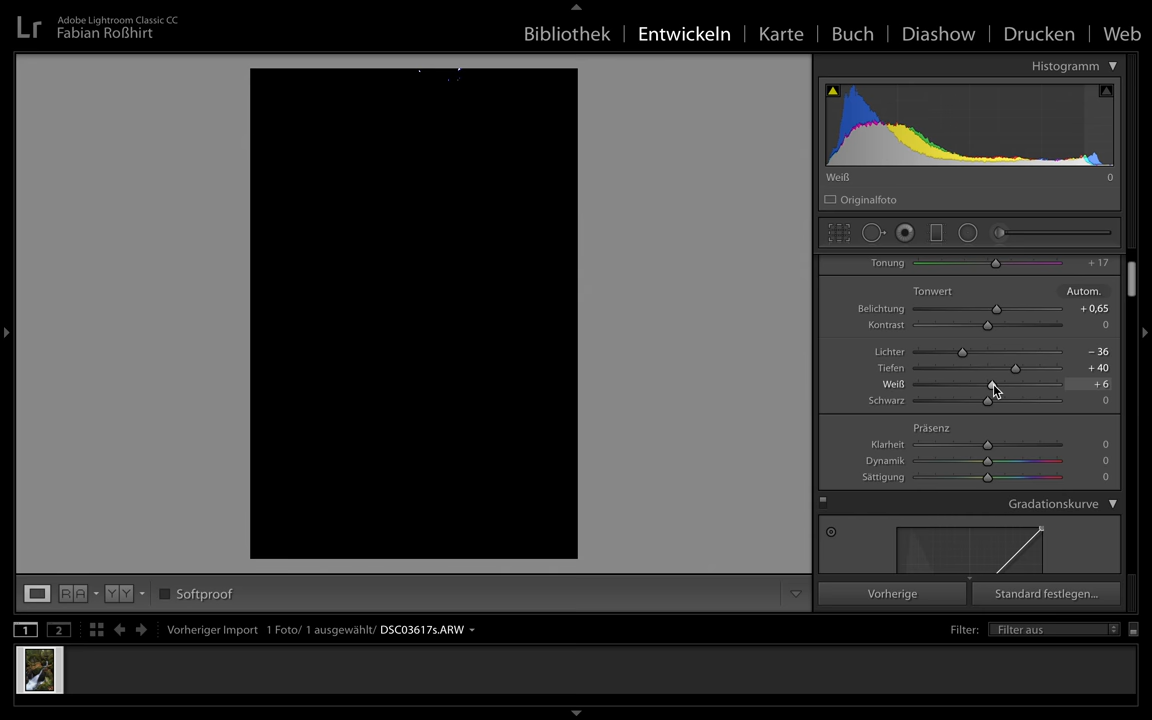 Lr Adobe Lightroom Classic CC
Fabian Roßhirt
Bibliothek | Entwickeln | Karte | Buch | Diashow | Drucken | Web
Histogramm
Weiß 0
Originalfoto
Tonung + 17
Tonwert Autom.
Belichtung + 0,65
Kontrast 0
Lichter – 36
Tiefen + 40
Weiß + 6
Schwarz 0
Präsenz
Klarheit 0
Dynamik 0
Sättigung 0
Gradationskurve
RA YY Softproof
Vorherige Standard festlegen...
1 2 Vorheriger Import 1 Foto/ 1 ausgewählt/ DSC03617s.ARW
Filter: Filter aus